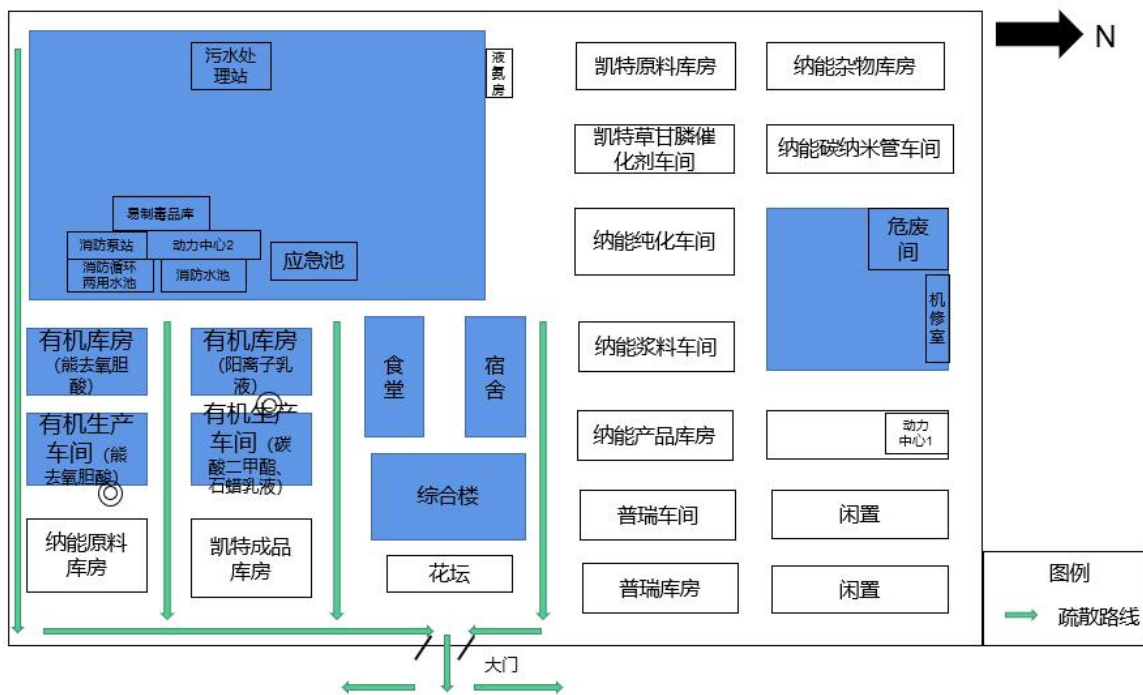 N
污水处
理站
液
氨
房
凯特原料库房
纳能杂物库房
凯特草甘膦催
化剂车间
纳能碳纳米管车间
易制毒品库
消防泵站
动力中心2
消防循环
两用水池
消防水池
应急池
纳能纯化车间
危废
间
机
修
室
有机库房
(熊去氧胆
酸)
有机库房
(阳离子乳
液)
食
堂
宿
舍
纳能浆料车间
有机生产
车间(熊
去氧胆酸)
有机生产
车间(碳
酸二甲酯、
石蜡乳液)
综合楼
纳能产品库房
动力
中心1
纳能原料
库房
凯特成品
库房
花坛
普瑞车间
闲置
普瑞库房
闲置
图例
疏散路线
大门